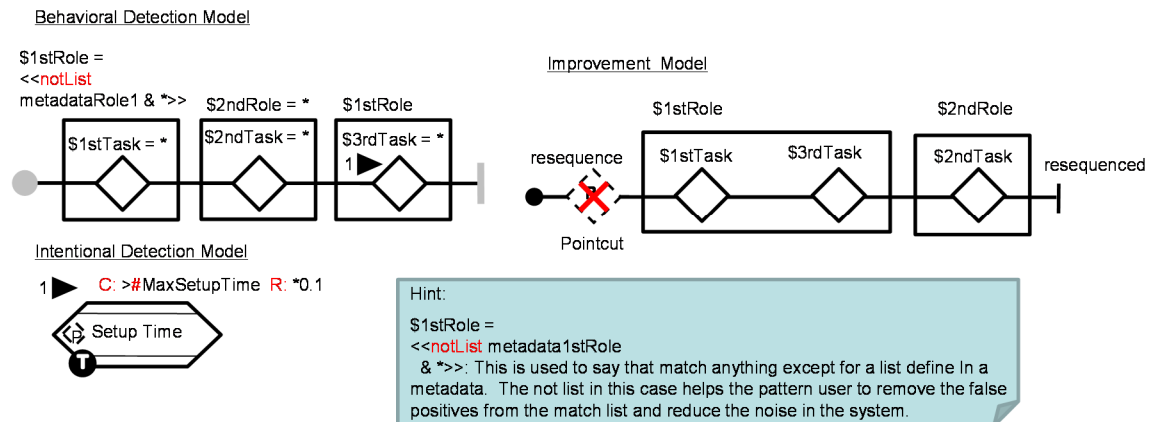 Behavioral Detection Model
$1stRole =
<<notList
metadataRole1 & *>>
$2ndRole = *
$1stRole
$1stTask = *
$2ndTask = *
$3rdTask = *
1
Intentional Detection Model
1
C: >#MaxSetupTime R: *0.1
P
Setup Time
T
Improvement Model
$1stRole
$2ndRole
resequence
$1stTask
$3rdTask
$2ndTask
resequenced
Pointcut
Hint:
$1stRole =
<<notList metadata1stRole
& *>>: This is used to say that match anything except for a list define In a
metadata. The not list in this case helps the pattern user to remove the false
positives from the match list and reduce the noise in the system.